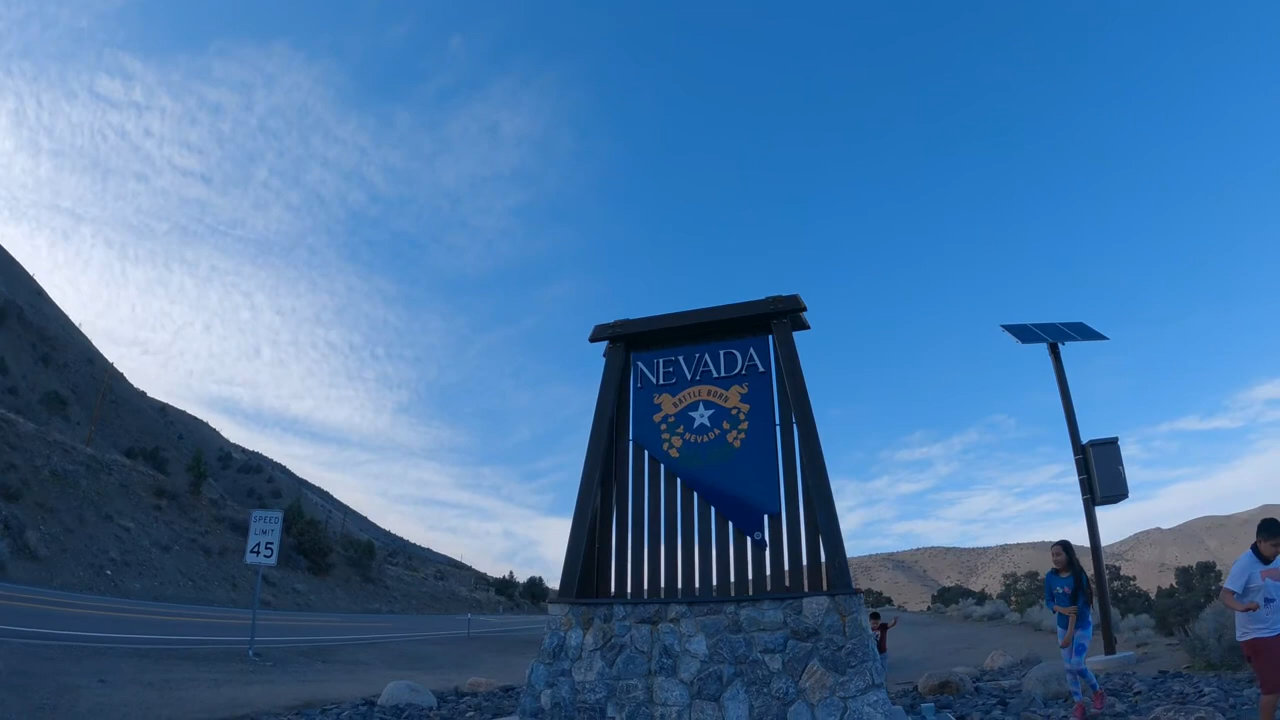 NEVADA
BATTLE BORN
NEVADA
SPEED
LIMIT
45